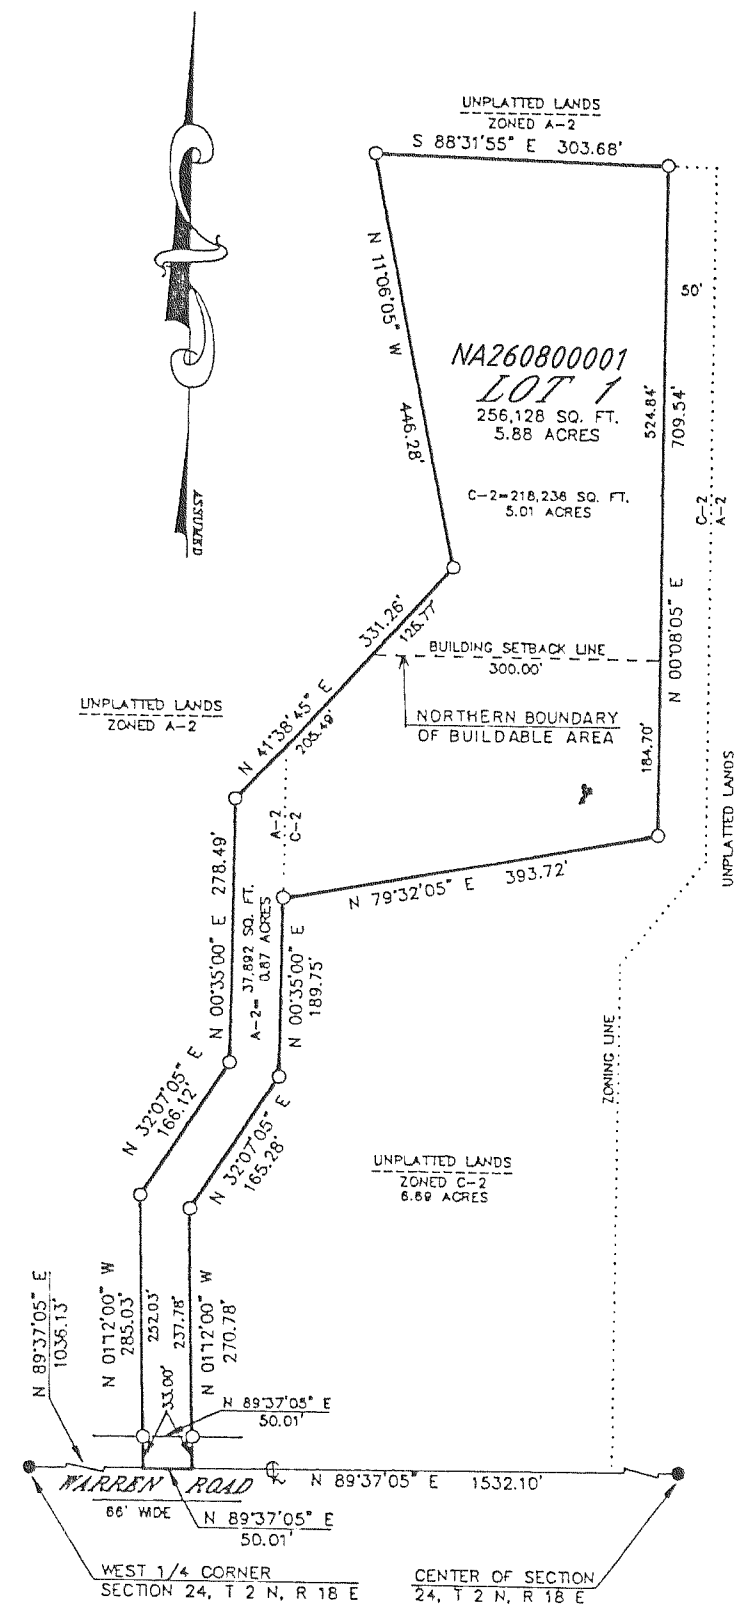 UNPLATTED LANDS
ZONED A-2
S 88°31'55" E 303.68'
N 11°06'05" W
446.28'
50'
NA260800001
LOT 1
256,128 SQ. FT.
5.88 ACRES
C-2=218,236 SQ. FT.
5.01 ACRES
524.84'
709.54'
C-2
A-2
ASSUMED
N 00°08'05" E
184.70'
331.26'
125.77'
N 41°38'45" E
205.49'
BUILDING SETBACK LINE
300.00'
NORTHERN BOUNDARY
OF BUILDABLE AREA
UNPLATTED LANDS
ZONED A-2
UNPLATTED LANDS
A-2
C-2
N 79°32'05" E 393.72'
N 00°35'00" E 278.49'
A-2= 37,892 SQ. FT.
0.87 ACRES
N 00°35'00" E
189.75'
ZONING LINE
N 32°07'05" E
166.12'
N 32°07'05" E
165.28'
UNPLATTED LANDS
ZONED C-2
6.69 ACRES
N 89°37'05" E
1036.13'
N 01°12'00" W
285.03'
252.03'
237.78'
N 01°12'00" W
270.78'
33.00'
N 89°37'05" E
50.01'
WARREN ROAD
66' WIDE
N 89°37'05" E 1532.10'
N 89°37'05" E
50.01'
WEST 1/4 CORNER
SECTION 24, T 2 N, R 18 E
CENTER OF SECTION
24, T 2 N, R 18 E